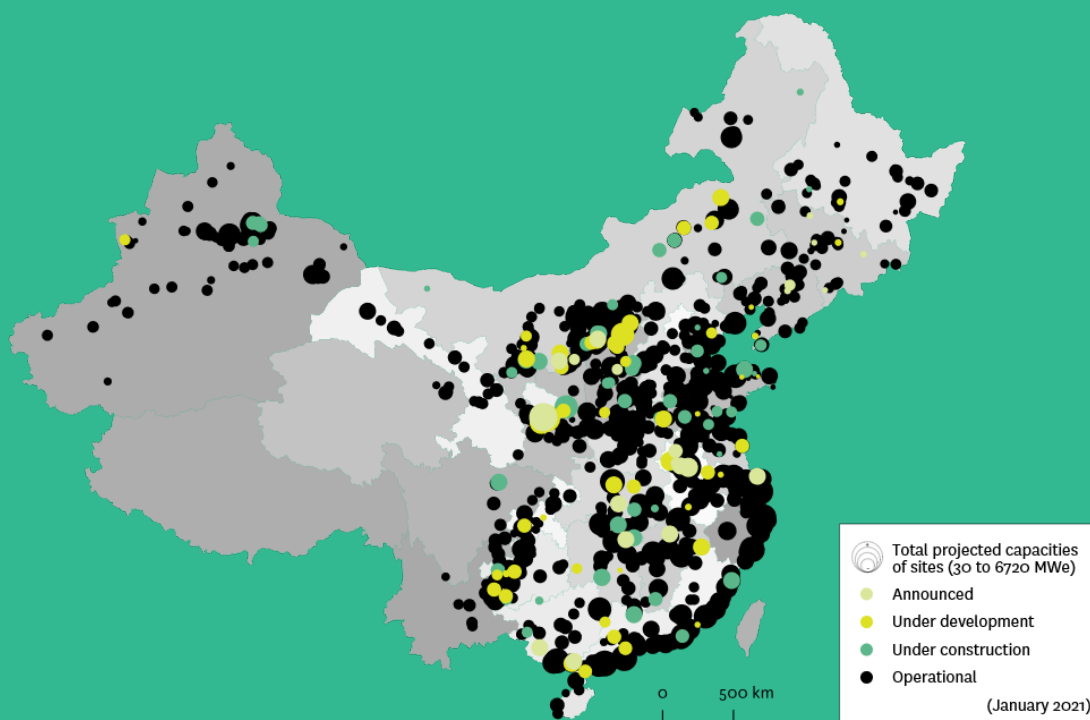 Total projected capacities
of sites (30 to 6720 MWe)
Announced
Under development
Under construction
Operational
(January 2021)
0 500 km